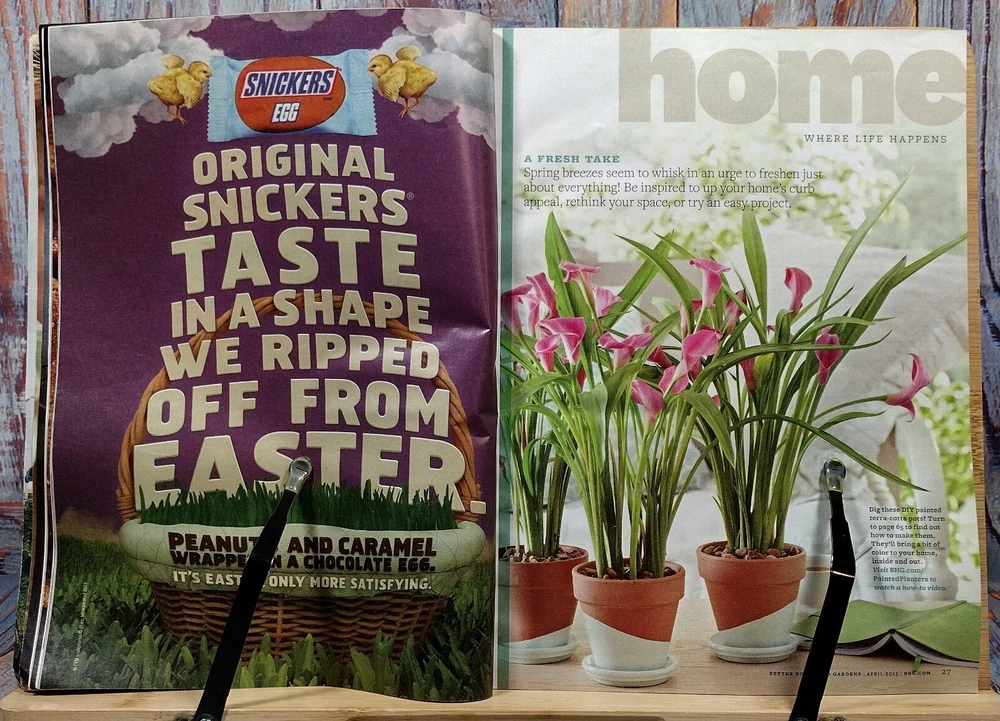 SNICKERS
EGG
ORIGINAL
SNICKERS®
TASTE
IN A SHAPE
WE RIPPED
OFF FROM
EASTER.
PEANUT AND CARAMEL
WRAPPED IN A CHOCOLATE EGG.
IT'S EASTER ONLY MORE SATISFYING.
home
WHERE LIFE HAPPENS
A FRESH TAKE
Spring breezes seem to whisk in an urge to freshen just
about everything! Be inspired to up your home's curb
appeal, rethink your space, or try an easy project.
Dig these DIY painted
terra-cotta pots? Turn
to page 65 to find out
how to make them.
They'll bring a bit of
color to your home,
inside and out.
Visit BHG.com/
PaintedPlanters to
watch a how-to video.
BETTER HOMES AND GARDENS | APRIL 2013 | BHG.COM 27